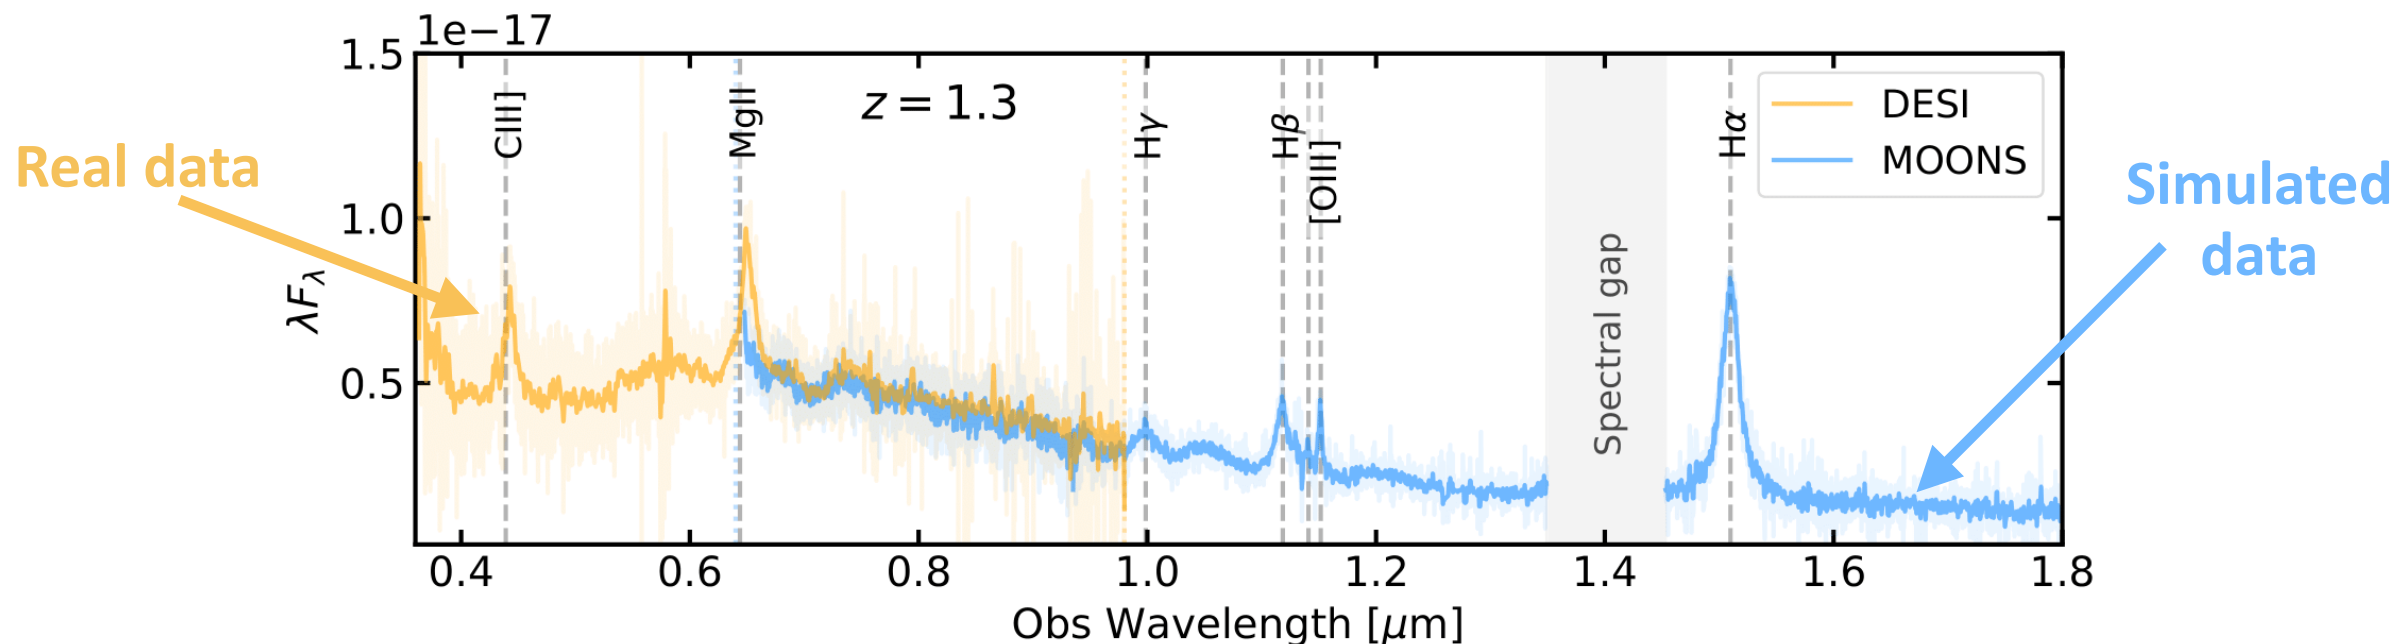 1e−17
1.5
1.0
0.5
λFλ
Real data
CIII]
MgII
z = 1.3
Hγ
Hβ
[OIII]
Spectral gap
Hα
DESI
MOONS
Simulated
data
0.4 0.6 0.8 1.0 1.2 1.4 1.6 1.8
Obs Wavelength [μm]